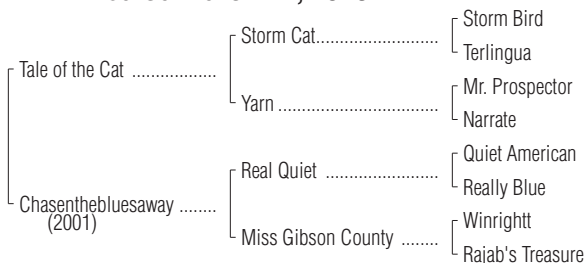 Tale of the Cat ..................
Chasenthebluesaway ........
(2001)
Storm Cat.............................
Yarn ......................................
Real Quiet ...........................
Miss Gibson County .........
Storm Bird
Terlingua
Mr. Prospector
Narrate
Quiet American
Really Blue
Winrightt
Rajab's Treasure